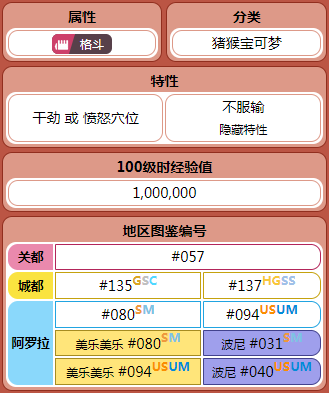 属性 分类
格斗 猪猴宝可梦
特性
干劲 或 愤怒穴位 不服输
隐藏特性
100级时经验值
1,000,000
地区图鉴编号
关都 #057
城都 #135GSC #137HGSS
阿罗拉 #080SM #094USUM
美乐美乐 #080SM 波尼 #031SM
美乐美乐 #094USUM 波尼 #040USUM